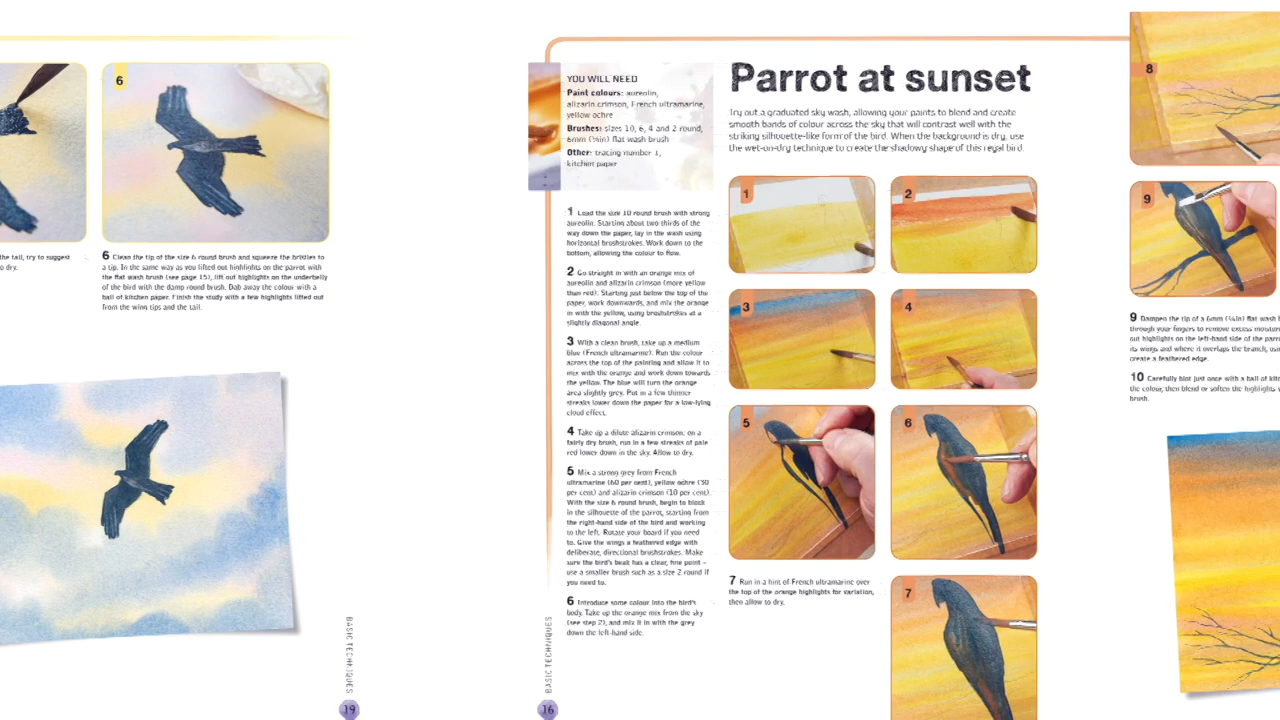 6
the tail, try to suggest
o dry.
6 Clean the tip of the size 6 round brush and squeeze the bristles to
a tip. In the same way as you lifted out highlights on the parrot with
the flat wash brush (see page 15), lift out highlights on the underbelly
of the bird with the damp round brush. Dab away the colour with a
ball of kitchen paper. Finish the study with a few highlights lifted out
from the wing tips and the tail.
BASIC TECHNIQUES
19
YOU WILL NEED
Paint colours: aureolin,
alizarin crimson, French ultramarine,
yellow ochre
Brushes: sizes 10, 6, 4 and 2 round,
6mm (¼in) flat wash brush
Other: tracing number 1,
kitchen paper
Parrot at sunset
Try out a graduated sky wash, allowing your paints to blend and create
smooth bands of colour across the sky that will contrast well with the
striking silhouette-like form of the bird. When the background is dry, use
the wet-on-dry technique to create the shadowy shape of this royal bird.
1 Load the size 10 round brush with strong
aureolin. Starting about two thirds of the
way down the paper, lay in the wash using
horizontal brushstrokes. Work down to the
bottom, allowing the colour to flow.
2 Go straight in with an orange mix of
aureolin and alizarin crimson (more yellow
than red). Starting just below the top of the
paper, work downwards, and mix the orange
in with the yellow, using brushstrokes at a
slightly diagonal angle.
3 With a clean brush, take up a medium
blue (French ultramarine). Run the colour
across the top of the painting and allow it to
mix with the orange and work down towards
the yellow. The blue will turn the orange
area slightly grey. Put in a few thinner
streaks lower down the paper for a low-lying
cloud effect.
4 Take up a dilute alizarin crimson, on a
fairly dry brush, run in a few streaks of pale
red lower down in the sky. Allow to dry.
5 Mix a strong grey from French
ultramarine (60 per cent), yellow ochre (30
per cent) and alizarin crimson (10 per cent).
With the size 6 round brush, begin to block
in the silhouette of the parrot, starting from
the right-hand side of the bird and working
to the left. Rotate your board if you need
to. Give the wings a feathered edge with
deliberate, directional brushstrokes. Make
sure the bird's beak has a clear, fine point –
use a smaller brush such as a size 2 round if
you need to.
6 Introduce some colour into the bird's
body. Take up the orange mix from the sky
(see step 2), and mix it in with the grey
down the left-hand side.
BASIC TECHNIQUES
16
1
2
3
4
5
6
7 Run in a hint of French ultramarine over
the top of the orange highlights for variation,
then allow to dry.
7
8
9
9 Dampen the tip of a 6mm (¼in) flat wash b
through your fingers to remove excess moistu
out highlights on the left-hand side of the parro
its wings and where it overlaps the branch, usi
create a feathered edge.
10 Carefully blot just once with a ball of kitc
the colour, then blend or soften the highlights
brush.